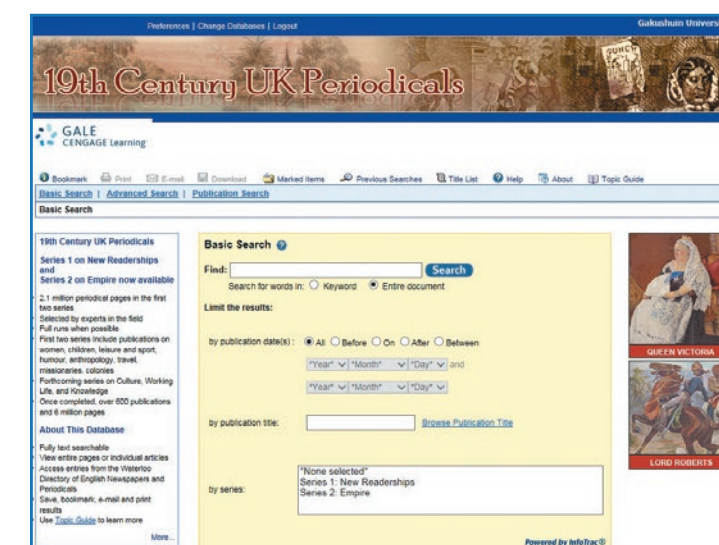 Preferences | Change Databases | Logout
Gakushuin Univers
19th Century UK Periodicals
PUNCH
GALE
CENGAGE Learning
Bookmark Print E-mail Download Marked Items Previous Searches Title List Help About Topic Guide
Basic Search | Advanced Search | Publication Search
Basic Search
19th Century UK Periodicals
Series 1 on New Readerships
and
Series 2 on Empire now available
2.1 million periodical pages in the first
two series
Selected by experts in the field
Full runs when possible
First two series include publications on
women, children, leisure and sport,
humour, anthropology, travel,
missionaries, colonies
Forthcoming series on Culture, Working
Life, and Knowledge
Once completed, over 600 publications
and 6 million pages
About This Database
Fully text searchable
View entire pages or individual articles
Access entries from the Waterloo
Directory of English Newspapers and
Periodicals
Save, bookmark, e-mail and print
results
Use Topic Guide to learn more
More...
Basic Search
Find: Search
Search for words in: Keyword Entire document
Limit the results:
by publication date(s): All Before On After Between
"Year" "Month" "Day" and
"Year" "Month" "Day"
by publication title: Browse Publication Title
by series:
"None selected"
Series 1: New Readerships
Series 2: Empire
Powered by InfoTrac®
QUEEN VICTORIA
LORD ROBERTS